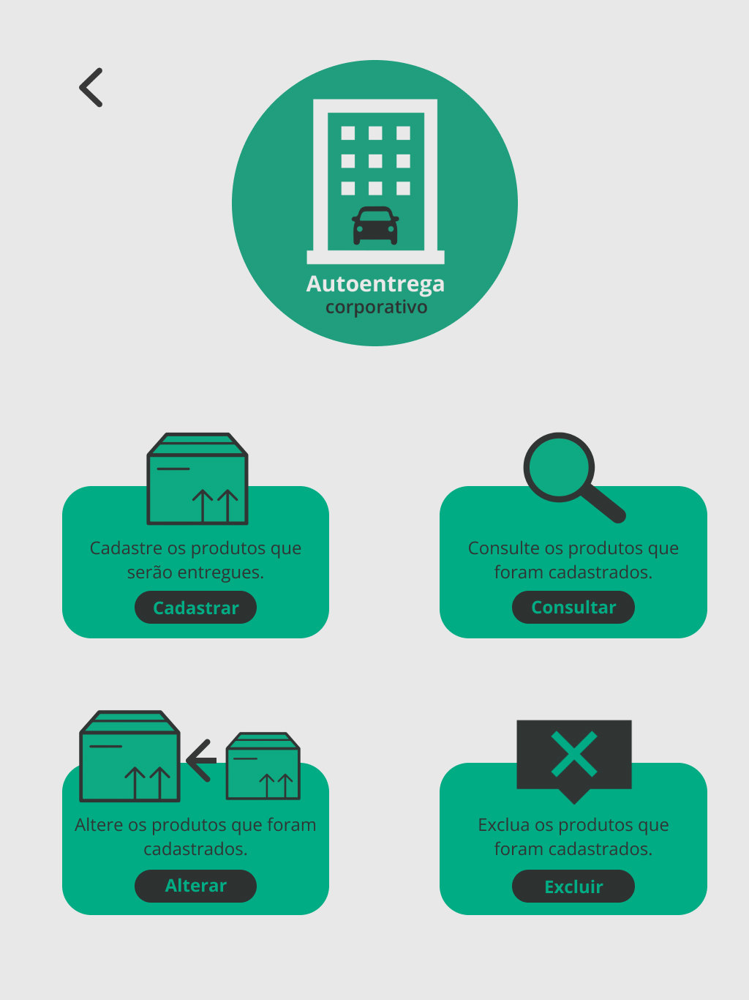 Autoentrega
corporativo
Cadastre os produtos que
serão entregues.
Cadastrar
Consulte os produtos que
foram cadastrados.
Consultar
Altere os produtos que foram
cadastrados.
Alterar
Exclua os produtos que
foram cadastrados.
Excluir